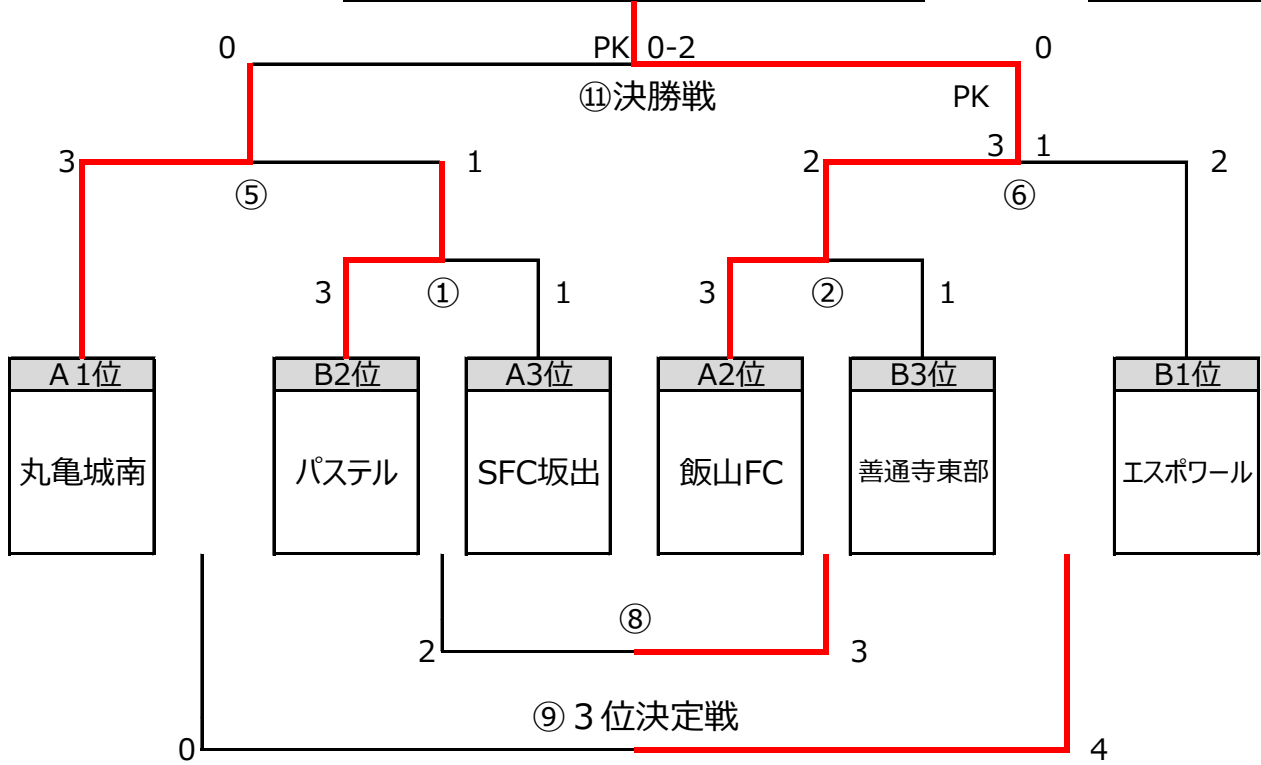 0 PK 0-2 0
⑪決勝戦 PK
3 1 2 3 1 2
⑤ ⑥
3 ① 1 3 ② 1
A1位 B2位 A3位 A2位 B3位 B1位
丸亀城南 パステル SFC坂出 飯山FC 善通寺東部 エスポワール
⑧
2 3
⑨３位決定戦
0 4